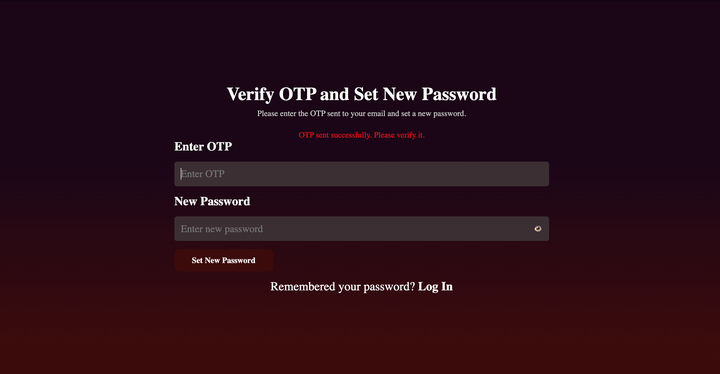 Verify OTP and Set New Password
Please enter the OTP sent to your email and set a new password.
OTP sent successfully. Please verify it.
Enter OTP
Enter OTP
New Password
Enter new password
Set New Password
Remembered your password? Log In